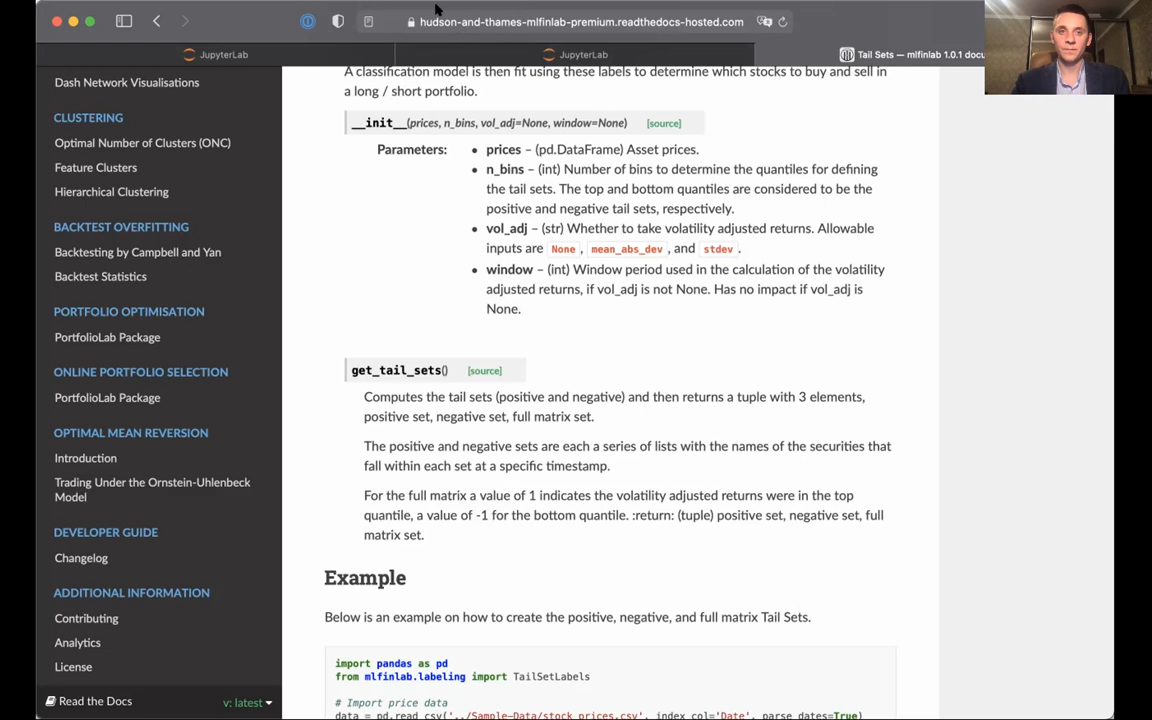 hudson-and-thames-mlfinlab-premium.readthedocs-hosted.com
JupyterLab
JupyterLab
Tail Sets — mlfinlab 1.0.1 docu
Dash Network Visualisations
CLUSTERING
Optimal Number of Clusters (ONC)
Feature Clusters
Hierarchical Clustering
BACKTEST OVERFITTING
Backtesting by Campbell and Yan
Backtest Statistics
PORTFOLIO OPTIMISATION
PortfolioLab Package
ONLINE PORTFOLIO SELECTION
PortfolioLab Package
OPTIMAL MEAN REVERSION
Introduction
Trading Under the Ornstein-Uhlenbeck
Model
DEVELOPER GUIDE
Changelog
ADDITIONAL INFORMATION
Contributing
Analytics
License
Read the Docs
v: latest
A classification model is then fit using these labels to determine which stocks to buy and sell in
a long / short portfolio.
__init__(prices, n_bins, vol_adj=None, window=None) [source]
Parameters:
• prices – (pd.DataFrame) Asset prices.
• n_bins – (int) Number of bins to determine the quantiles for defining
the tail sets. The top and bottom quantiles are considered to be the
positive and negative tail sets, respectively.
• vol_adj – (str) Whether to take volatility adjusted returns. Allowable
inputs are None, mean_abs_dev, and stdev.
• window – (int) Window period used in the calculation of the volatility
adjusted returns, if vol_adj is not None. Has no impact if vol_adj is
None.
get_tail_sets() [source]
Computes the tail sets (positive and negative) and then returns a tuple with 3 elements,
positive set, negative set, full matrix set.
The positive and negative sets are each a series of lists with the names of the securities that
fall within each set at a specific timestamp.
For the full matrix a value of 1 indicates the volatility adjusted returns were in the top
quantile, a value of -1 for the bottom quantile. :return: (tuple) positive set, negative set, full
matrix set.
Example
Below is an example on how to create the positive, negative, and full matrix Tail Sets.
import pandas as pd
from mlfinlab.labeling import TailSetLabels
# Import price data
data = pd.read_csv('../Sample-Data/stock_prices.csv', index_col='Date', parse_dates=True)